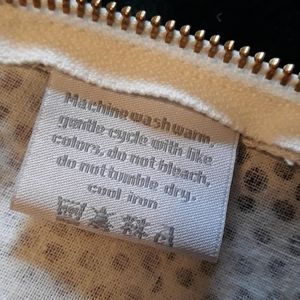 Machine wash warm,
gentle cycle with like
colors, do not bleach,
do not tumble dry.
cool iron